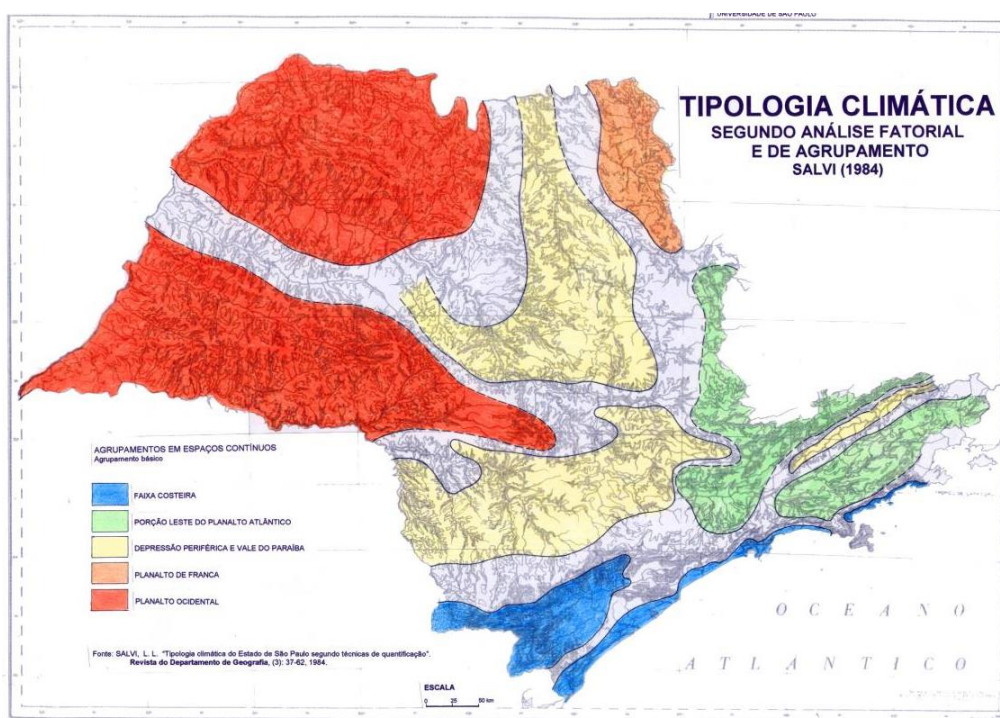 UNIVERSIDADE DE SÃO PAULO
TIPOLOGIA CLIMÁTICA
SEGUNDO ANÁLISE FATORIAL
E DE AGRUPAMENTO
SALVI (1984)
AGRUPAMENTOS EM ESPAÇOS CONTÍNUOS
Agrupamento básico
FAIXA COSTEIRA
PORÇÃO LESTE DO PLANALTO ATLÂNTICO
DEPRESSÃO PERIFÉRICA E VALE DO PARAÍBA
PLANALTO DE FRANCA
PLANALTO OCIDENTAL
OCEANO
ATLANTICO
Fonte: SALVI, L. L. "Tipologia climática do Estado de São Paulo segundo técnicas de quantificação".
Revista do Departamento de Geografia, (3): 37-62, 1984.
ESCALA
0 25 50 km